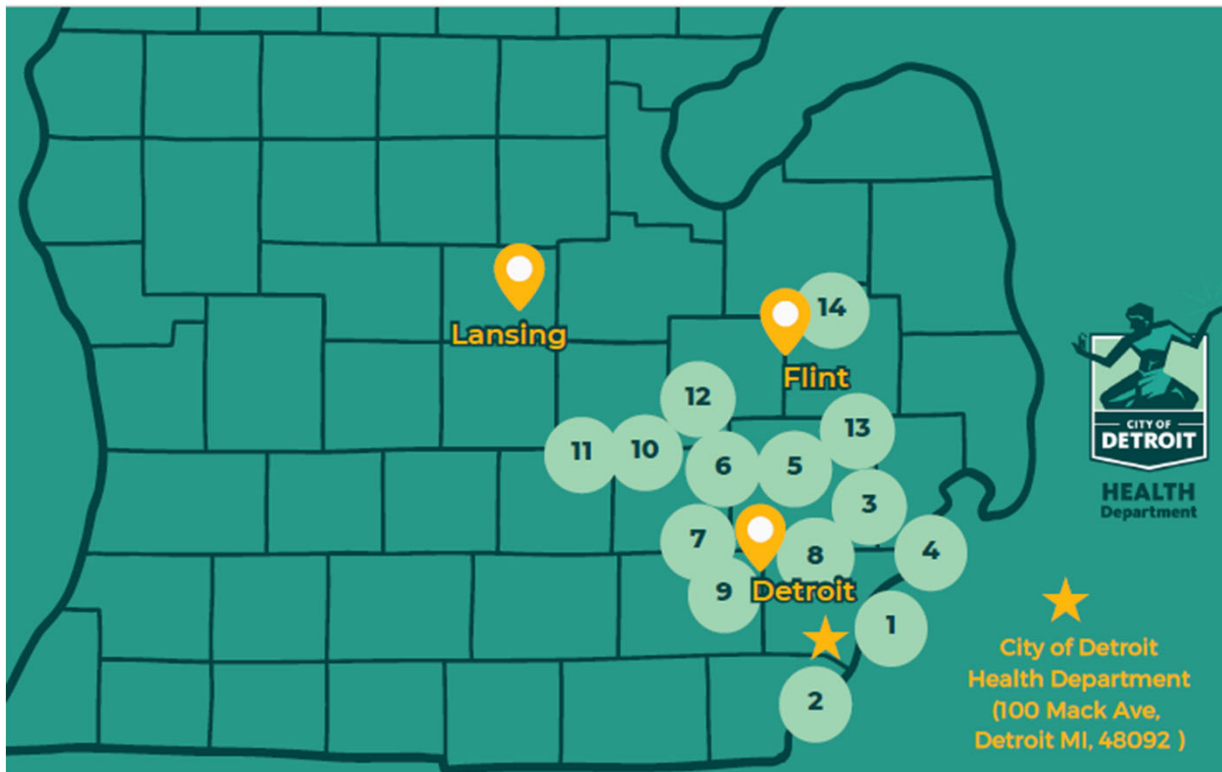 14
Lansing
Flint
12
13
11
10
6
5
3
7
8
4
9
Detroit
1
2
CITY OF
DETROIT
HEALTH
Department
City of Detroit
Health Department
(100 Mack Ave,
Detroit MI, 48092 )